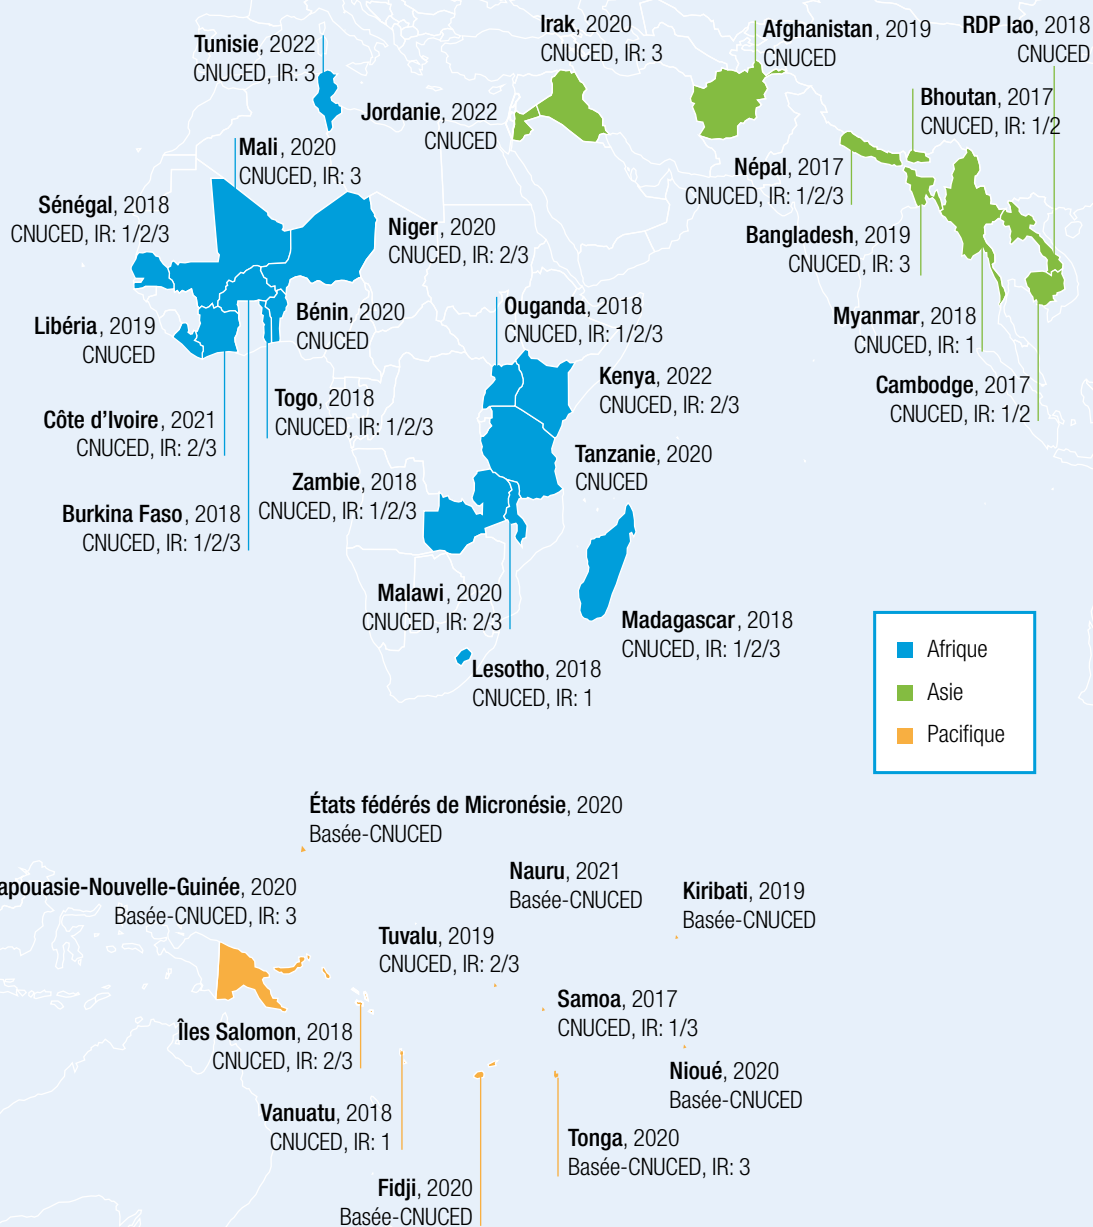 Tunisie, 2022
CNUCED, IR: 3
Irak, 2020
CNUCED, IR: 3
Afghanistan, 2019
CNUCED
RDP lao, 2018
CNUCED
Jordanie, 2022
CNUCED
Bhoutan, 2017
CNUCED, IR: 1/2
Mali, 2020
CNUCED, IR: 3
Népal, 2017
CNUCED, IR: 1/2/3
Sénégal, 2018
CNUCED, IR: 1/2/3
Niger, 2020
CNUCED, IR: 2/3
Bangladesh, 2019
CNUCED, IR: 3
Libéria, 2019
CNUCED
Bénin, 2020
CNUCED
Ouganda, 2018
CNUCED, IR: 1/2/3
Myanmar, 2018
CNUCED, IR: 1
Kenya, 2022
CNUCED, IR: 2/3
Cambodge, 2017
CNUCED, IR: 1/2
Côte d'Ivoire, 2021
CNUCED, IR: 2/3
Togo, 2018
CNUCED, IR: 1/2/3
Tanzanie, 2020
CNUCED
Zambie, 2018
CNUCED, IR: 1/2/3
Burkina Faso, 2018
CNUCED, IR: 1/2/3
Malawi, 2020
CNUCED, IR: 2/3
Madagascar, 2018
CNUCED, IR: 1/2/3
Lesotho, 2018
CNUCED, IR: 1
Afrique
Asie
Pacifique
États fédérés de Micronésie, 2020
Basée-CNUCED
apouasie-Nouvelle-Guinée, 2020
Basée-CNUCED, IR: 3
Nauru, 2021
Basée-CNUCED
Kiribati, 2019
Basée-CNUCED
Tuvalu, 2019
CNUCED, IR: 2/3
Samoa, 2017
CNUCED, IR: 1/3
Îles Salomon, 2018
CNUCED, IR: 2/3
Nioué, 2020
Basée-CNUCED
Vanuatu, 2018
CNUCED, IR: 1
Tonga, 2020
Basée-CNUCED, IR: 3
Fidji, 2020
Basée-CNUCED